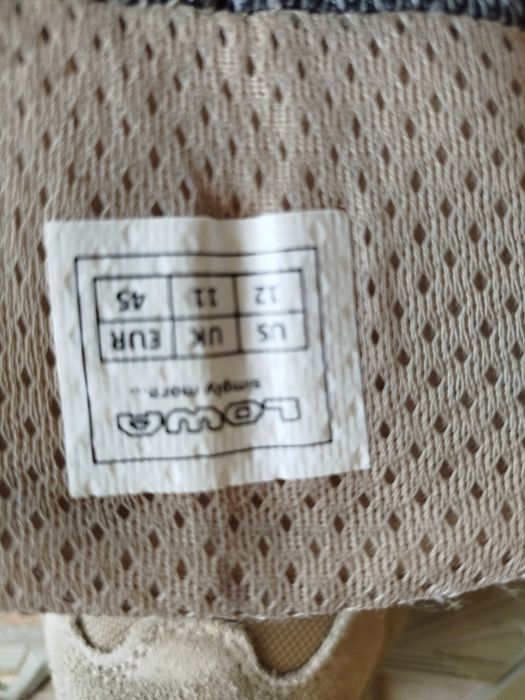 LOWA
simply more...
US UK EUR
12 11 45